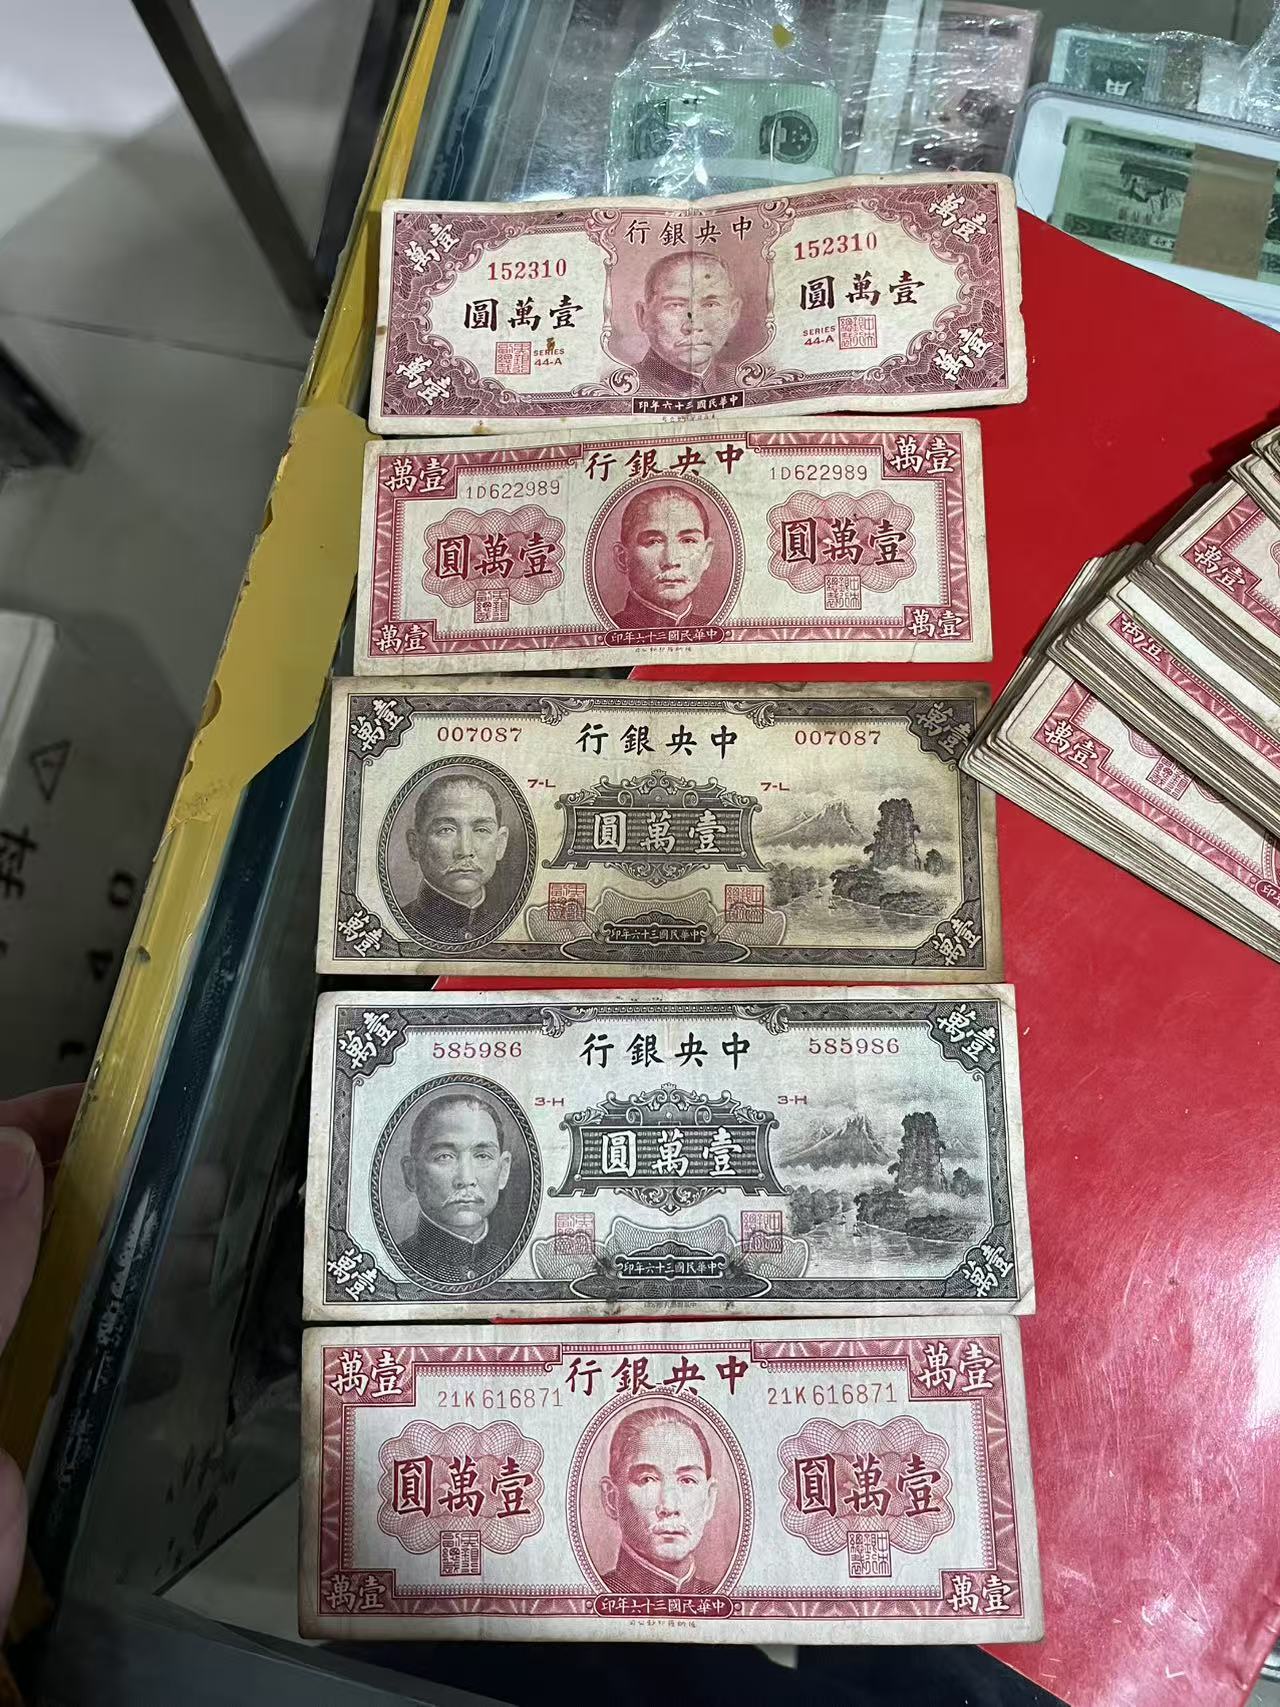 中央銀行
壹萬
壹萬
152310
152310
壹萬圓
壹萬圓
SERIES
44-A
SERIES
44-A
壹萬
壹萬
中華民國三十六年印
中央銀行
壹萬
壹萬
1D622989
1D622989
壹萬圓
壹萬圓
壹萬
壹萬
中華民國三十六年印
中央銀行
壹萬
壹萬
007087
007087
7-L
7-L
壹萬圓
壹萬
壹萬
中華民國三十六年印
中央銀行
壹萬
壹萬
585986
585986
3-H
3-H
壹萬圓
壹萬
壹萬
中華民國三十六年印
中央銀行
壹萬
壹萬
21K616871
21K616871
壹萬圓
壹萬圓
壹萬
壹萬
中華民國三十六年印
壹萬
壹萬
壹萬
角